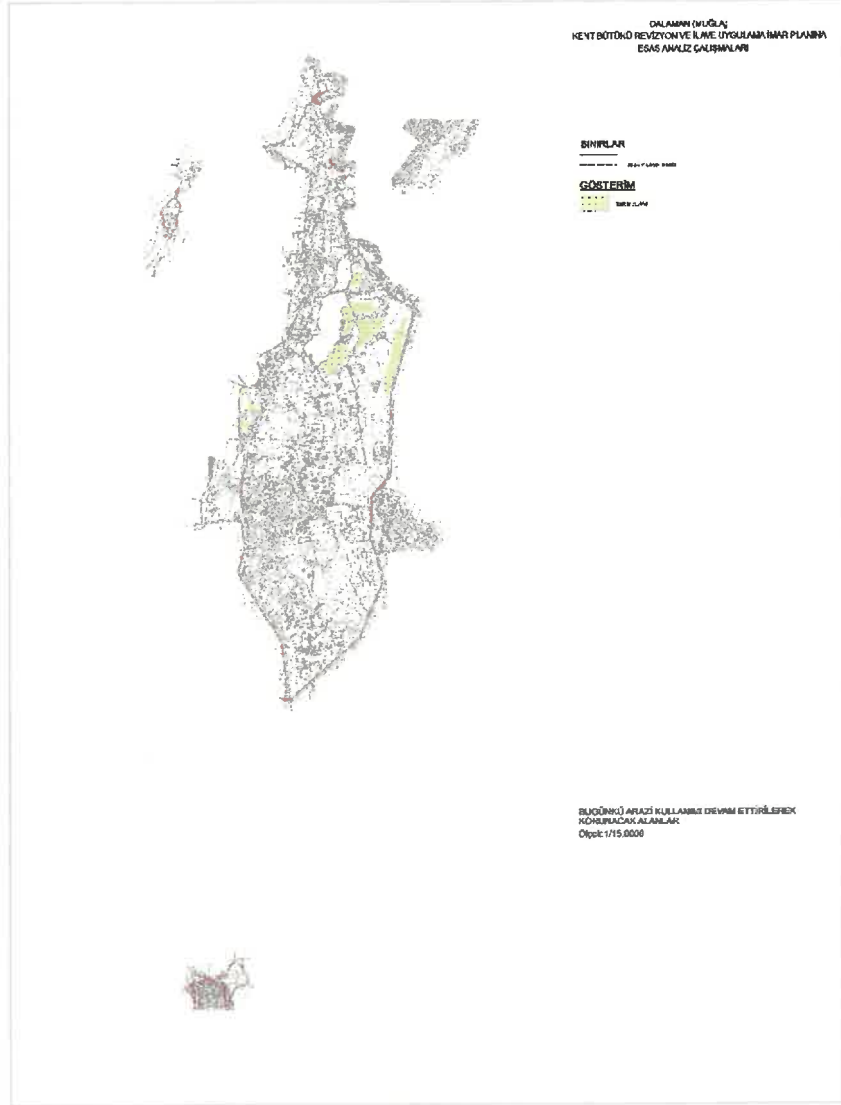 DALAMAN (MUĞLA)
KENT BÜTÜNÜ REVİZYON VE İLAVE UYGULAMA İMAR PLANINA
ESAS ANALİZ ÇALIŞMALARI
SINIRLAR
GÖSTERİM
BUGÜNKÜ ARAZİ KULLANIMI DEVAM ETTİRİLEREK
KORUNACAK ALANLAR
Ölçek:1/15.0000